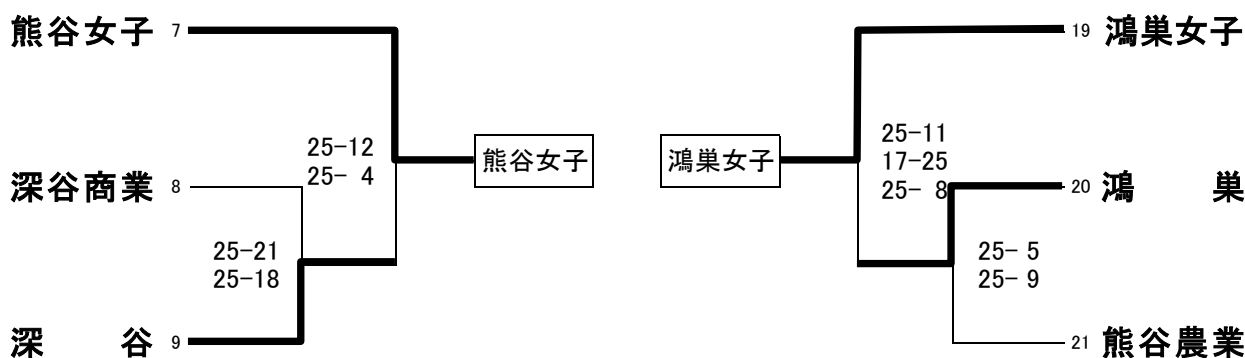 熊谷女子 7
25-12
25- 4
熊谷女子
深谷商業 8
25-21
25-18
深 谷 9
19 鴻巣女子
鴻巣女子
25-11
17-25
25- 8
20 鴻 巣
25- 5
25- 9
21 熊谷農業